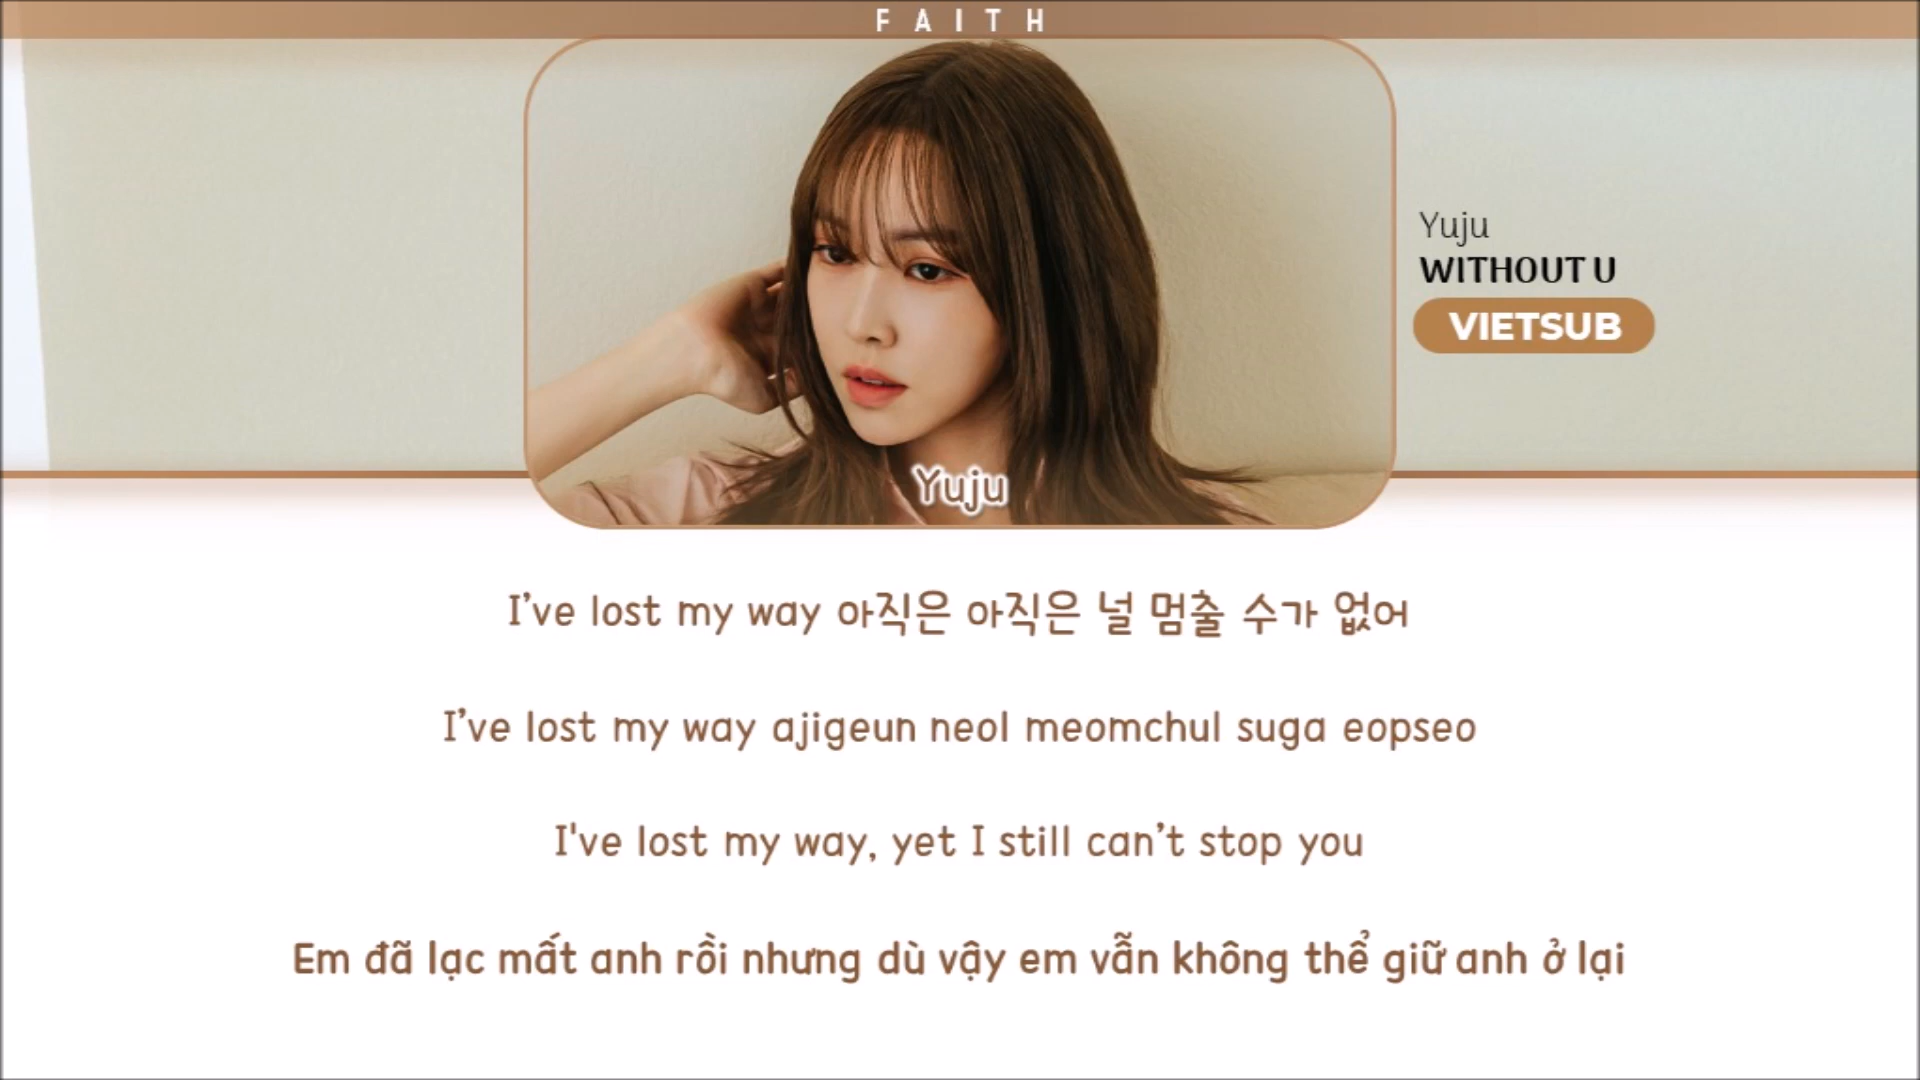 FAITH
Yuju
WITHOUT U
VIETSUB
Yuju
I’ve lost my way 아직은 아직은 널 멈출 수가 없어
I’ve lost my way ajigeun neol meomchul suga eopseo
I've lost my way, yet I still can’t stop you
Em đã lạc mất anh rồi nhưng dù vậy em vẫn không thể giữ anh ở lại